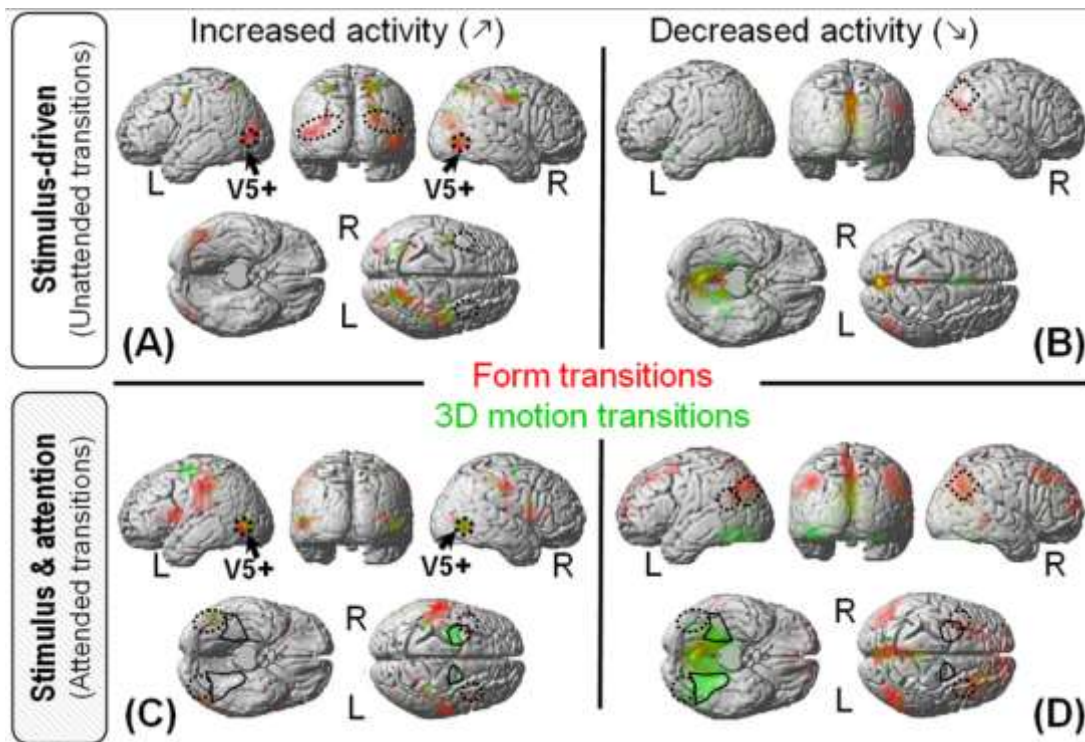 Increased activity (↗)
Decreased activity (↘)
Stimulus-driven
(Unattended transitions)
L
V5+
V5+
R
R
L
(A)
L
R
R
L
(B)
Form transitions
3D motion transitions
Stimulus & attention
(Attended transitions)
L
V5+
V5+
R
R
L
(C)
L
R
R
L
(D)